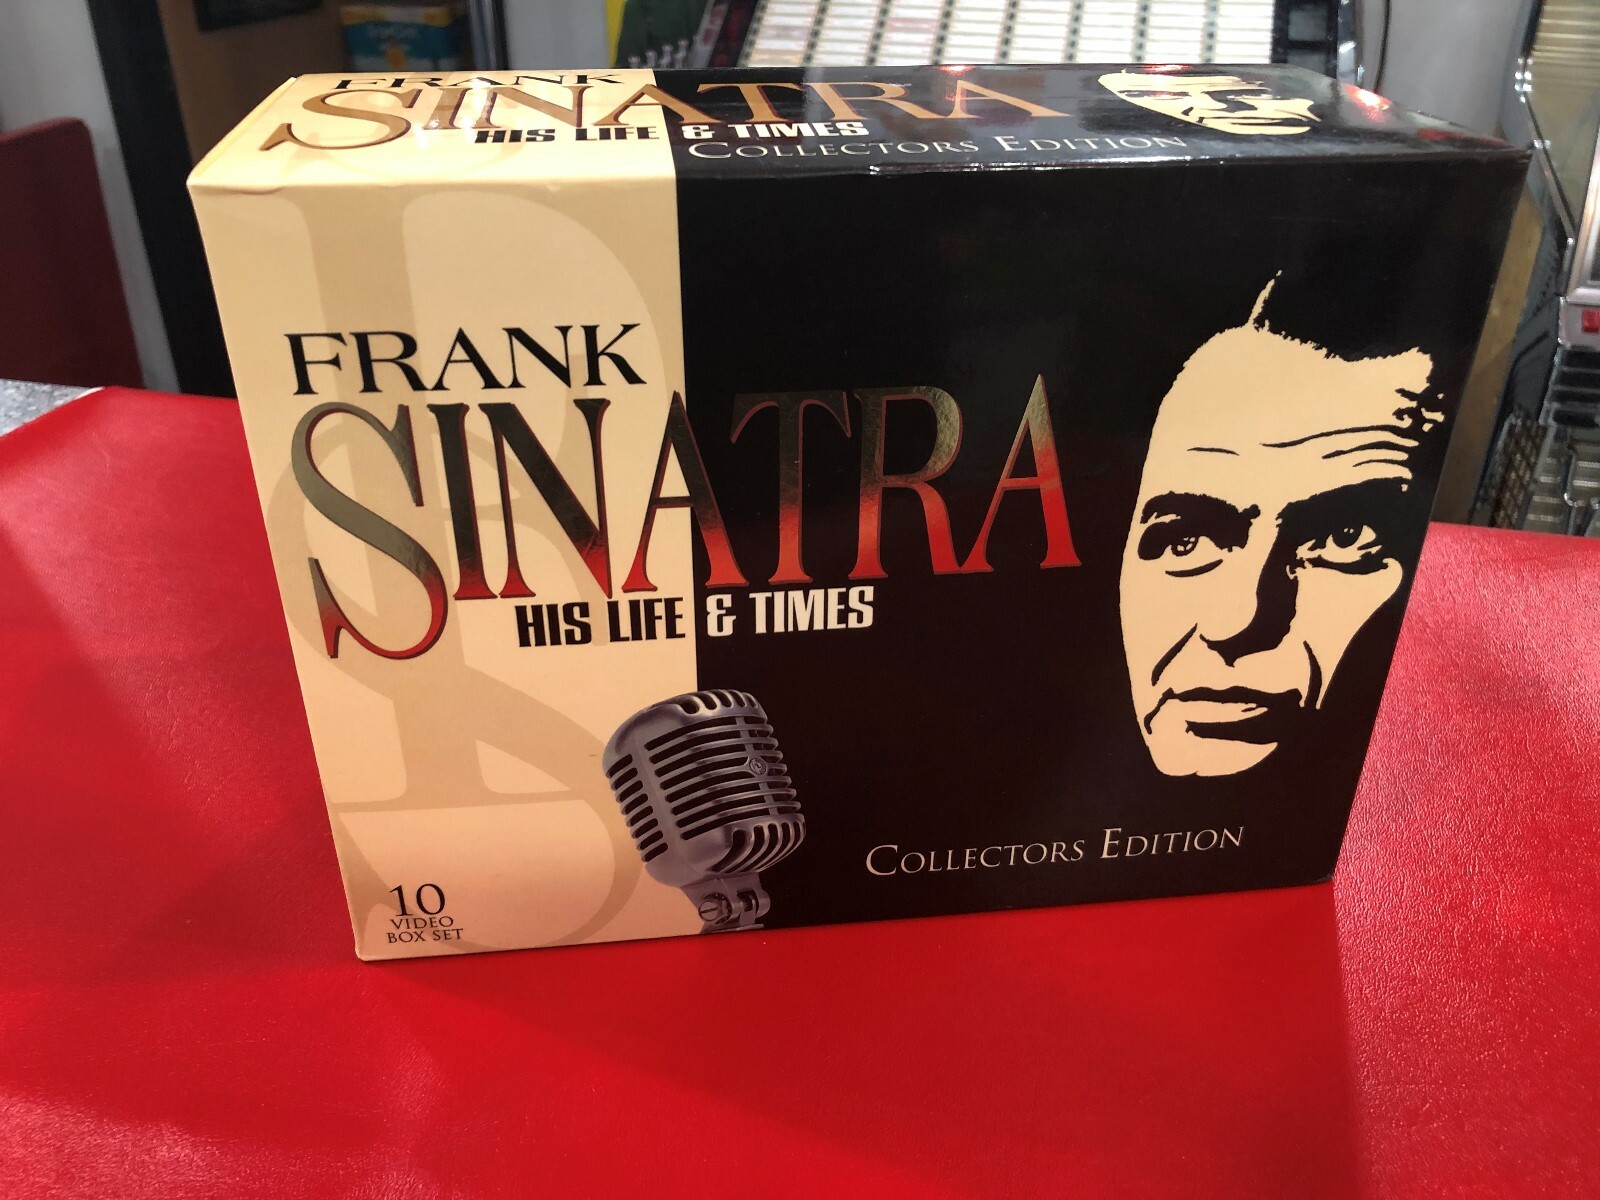 FRANK
SINATRA
HIS LIFE & TIMES
COLLECTORS EDITION
FRANK
SINATRA
HIS LIFE & TIMES
COLLECTORS EDITION
10
VIDEO
BOX SET